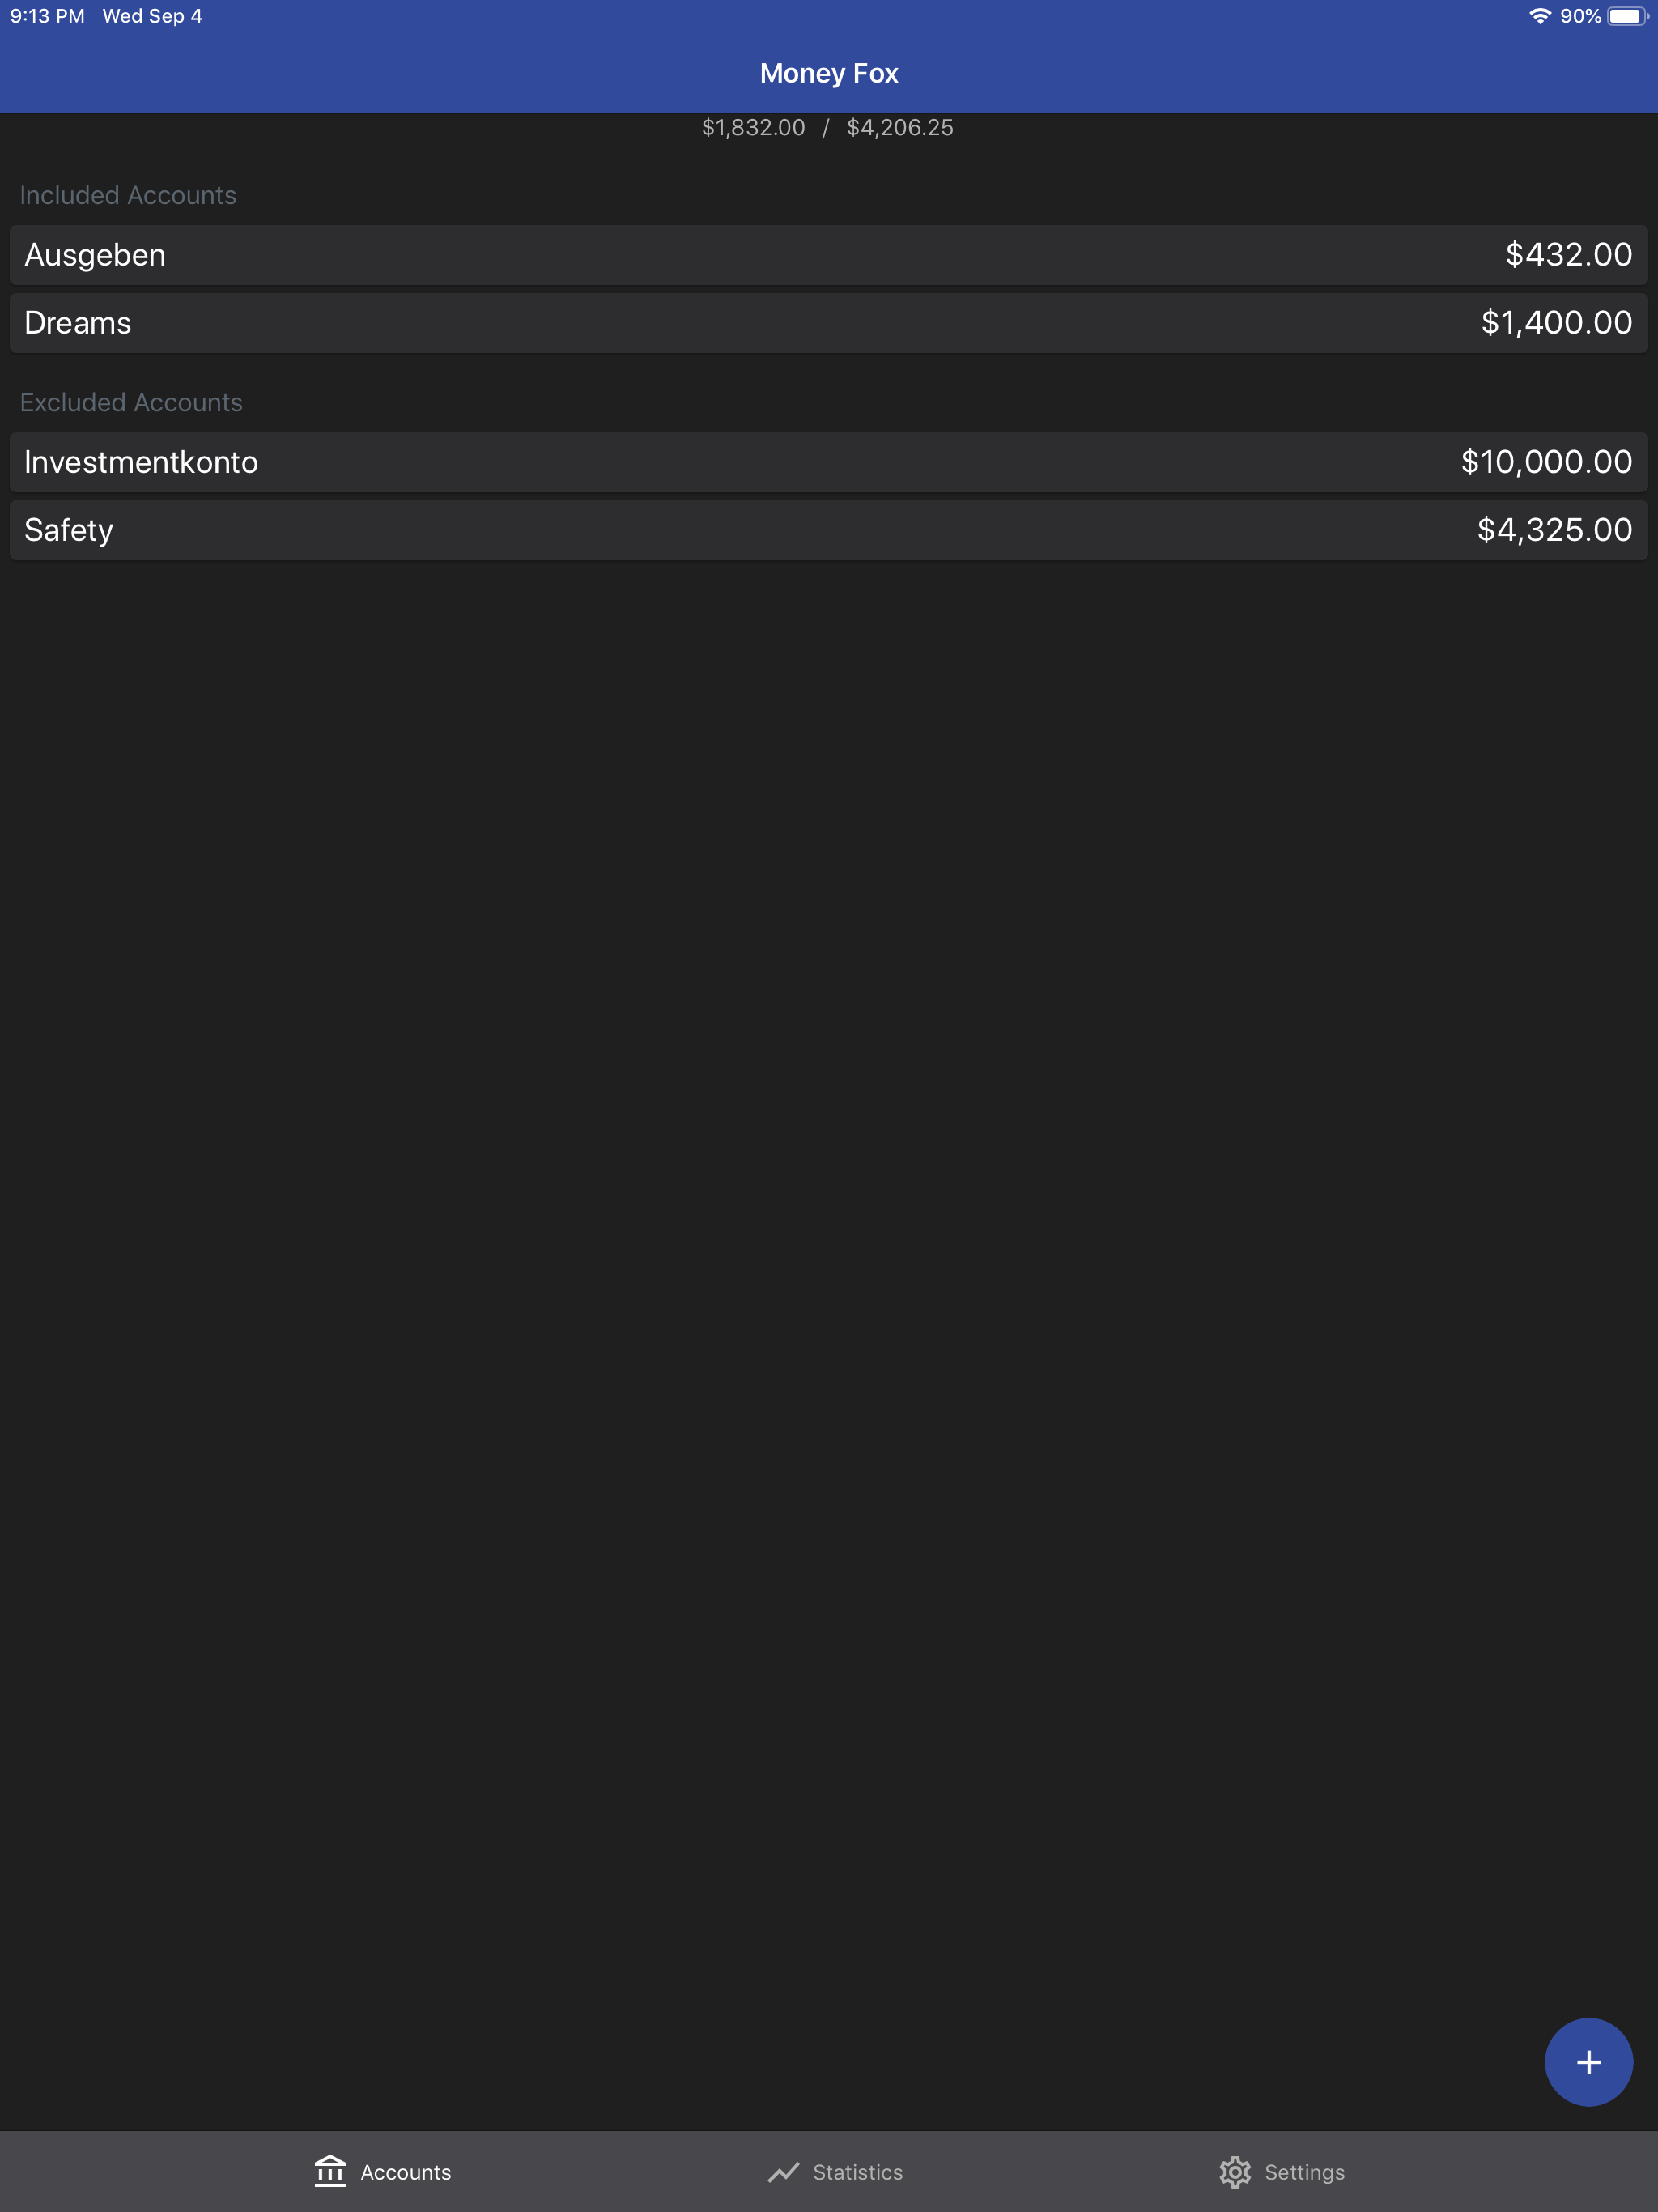 9:13 PM Wed Sep 4 90%
Money Fox
$1,832.00 / $4,206.25
Included Accounts
Ausgeben $432.00
Dreams $1,400.00
Excluded Accounts
Investmentkonto $10,000.00
Safety $4,325.00
+
Accounts Statistics Settings